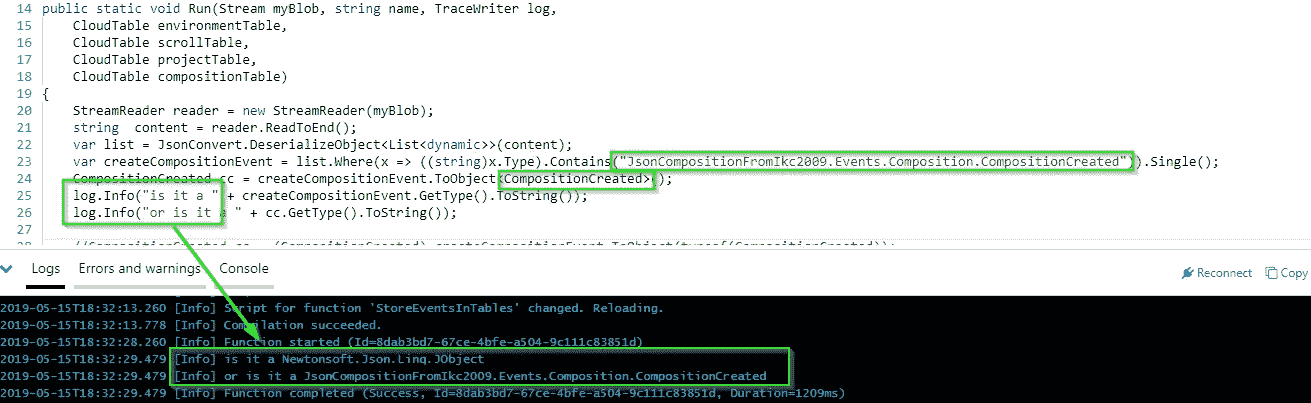 14 public static void Run(Stream myBlob, string name, TraceWriter log,
15 CloudTable environmentTable,
16 CloudTable scrollTable,
17 CloudTable projectTable,
18 CloudTable compositionTable)
19 {
20 StreamReader reader = new StreamReader(myBlob);
21 string content = reader.ReadToEnd();
22 var list = JsonConvert.DeserializeObject<List<dynamic>>(content);
23 var createCompositionEvent = list.Where(x => ((string)x.Type).Contains("JsonCompositionFromIkc2009.Events.Composition.CompositionCreated")).Single();
24 CompositionCreated cc = createCompositionEvent.ToObject<CompositionCreated>();
25 log.Info("is it a " + createCompositionEvent.GetType().ToString());
26 log.Info("or is it a " + cc.GetType().ToString());
27
28 //CompositionCreated cc = (CompositionCreated) createCompositionEvent.ToObject(typeof(CompositionCreated));
Logs Errors and warnings Console Reconnect Copy
2019-05-15T18:32:13.260 [Info] Script for function 'StoreEventsInTables' changed. Reloading.
2019-05-15T18:32:13.778 [Info] Compilation succeeded.
2019-05-15T18:32:28.260 [Info] Function started (Id=8dab3bd7-67ce-4bfe-a504-9c111c83851d)
2019-05-15T18:32:29.479 [Info] is it a Newtonsoft.Json.Linq.JObject
2019-05-15T18:32:29.479 [Info] or is it a JsonCompositionFromIkc2009.Events.Composition.CompositionCreated
2019-05-15T18:32:29.479 [Info] Function completed (Success, Id=8dab3bd7-67ce-4bfe-a504-9c111c83851d, Duration=1209ms)